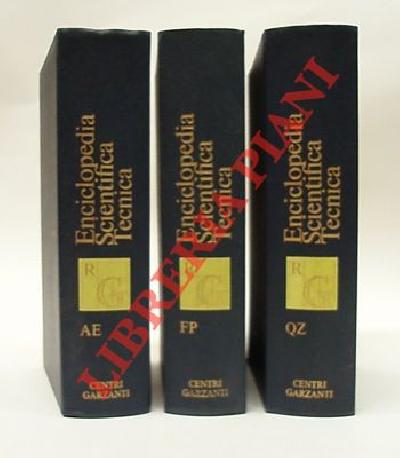 Enciclopedia
Scientifica
Tecnica
R
G
AE
CENTRI
GARZANTI
Enciclopedia
Scientifica
Tecnica
R
G
FP
CENTRI
GARZANTI
Enciclopedia
Scientifica
Tecnica
R
G
QZ
CENTRI
GARZANTI
LIBRERIA PIANI